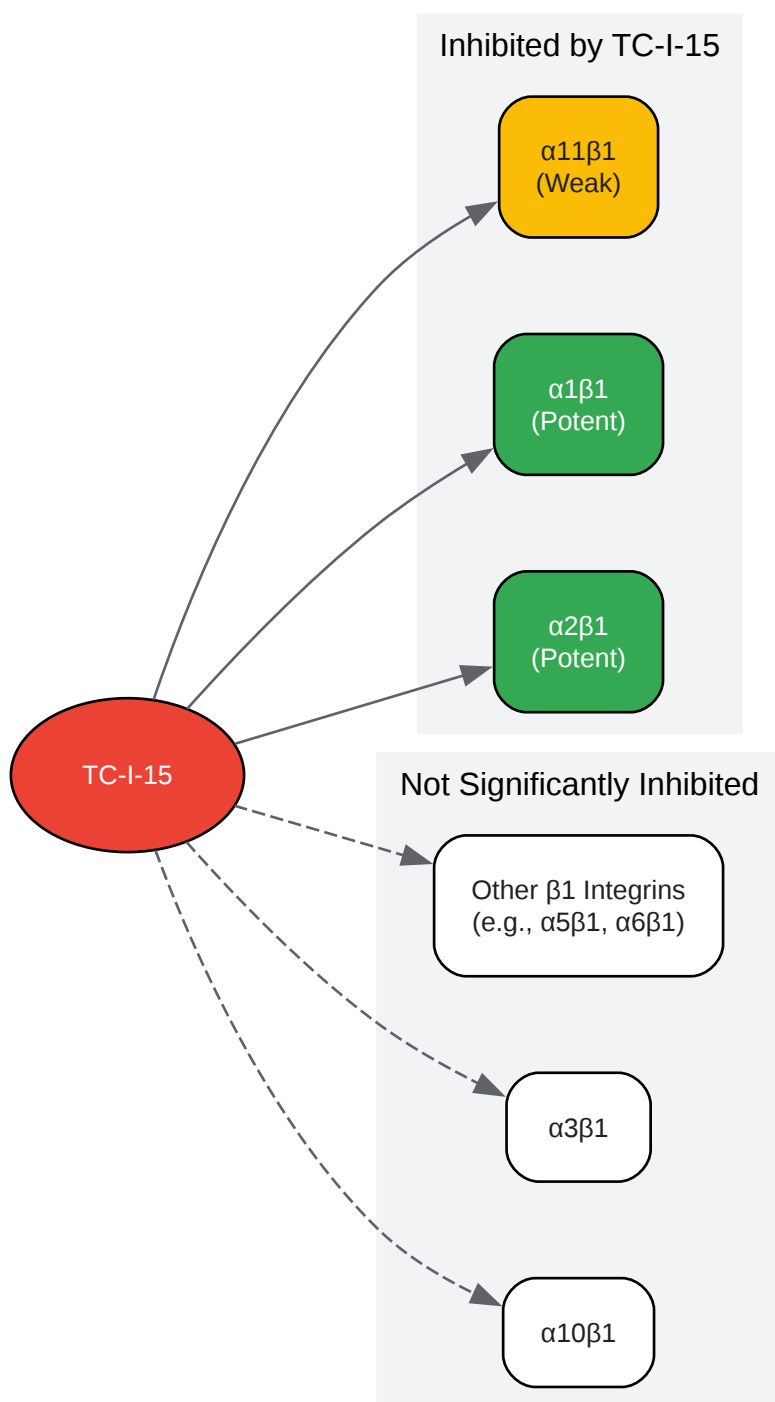 Inhibited by TC-I-15
α11β1
(Weak)
α1β1
(Potent)
α2β1
(Potent)
TC-I-15
Not Significantly Inhibited
Other β1 Integrins
(e.g., α5β1, α6β1)
α3β1
α10β1